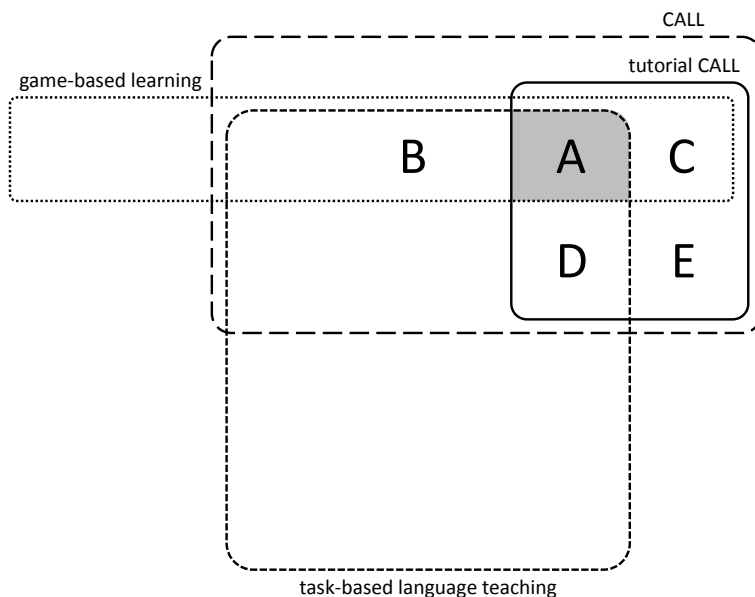 CALL
tutorial CALL
game-based learning
B A C
D E
task-based language teaching